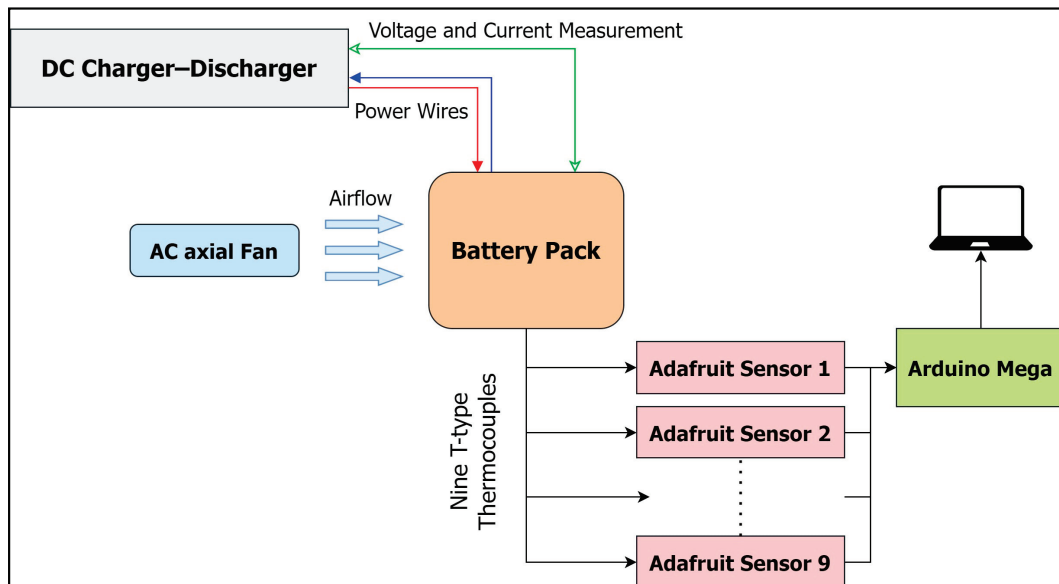 Voltage and Current Measurement
DC Charger–Discharger
Power Wires
Airflow
AC axial Fan
Battery Pack
Nine T-type
Thermocouples
Adafruit Sensor 1
Arduino Mega
Adafruit Sensor 2
Adafruit Sensor 9